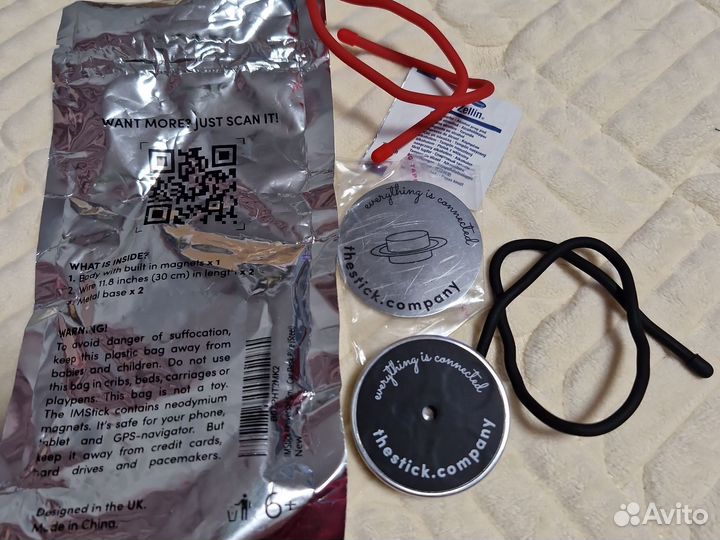 WANT MORE? JUST SCAN IT!
WHAT IS INSIDE?
1. Body with built in magnets x 1
2. Wire 11.8 inches (30 cm) in length x 2
3. Metal base x 2
WARNING!
To avoid danger of suffocation,
keep this plastic bag away from
babies and children. Do not use
this bag in cribs, beds, carriages or
playpens. This bag is not a toy.
The IMStick contains neodymium
magnets. It's safe for your phone,
tablet and GPS-navigator. But
keep it away from credit cards,
hard drives and pacemakers.
Designed in the UK.
Made in China.
6+
New
Zellin
everything is connected
thestick.company
everything is connected
thestick.company
Avito